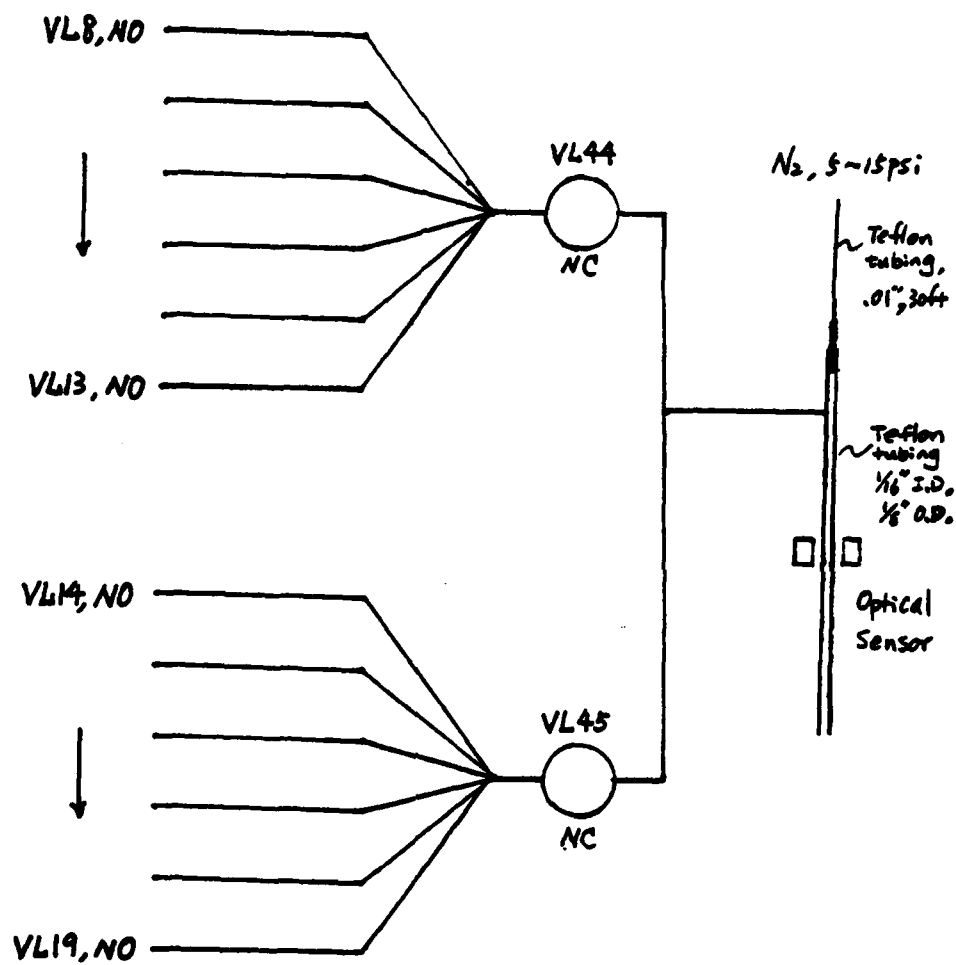 VL8, NO
VL13, NO
VL44
NC
N₂, 5~15psi
Teflon
tubing,
.01", 30ft
Teflon
tubing
1/16" I.D.
1/8" O.D.
Optical
Sensor
VL14, NO
VL19, NO
VL45
NC